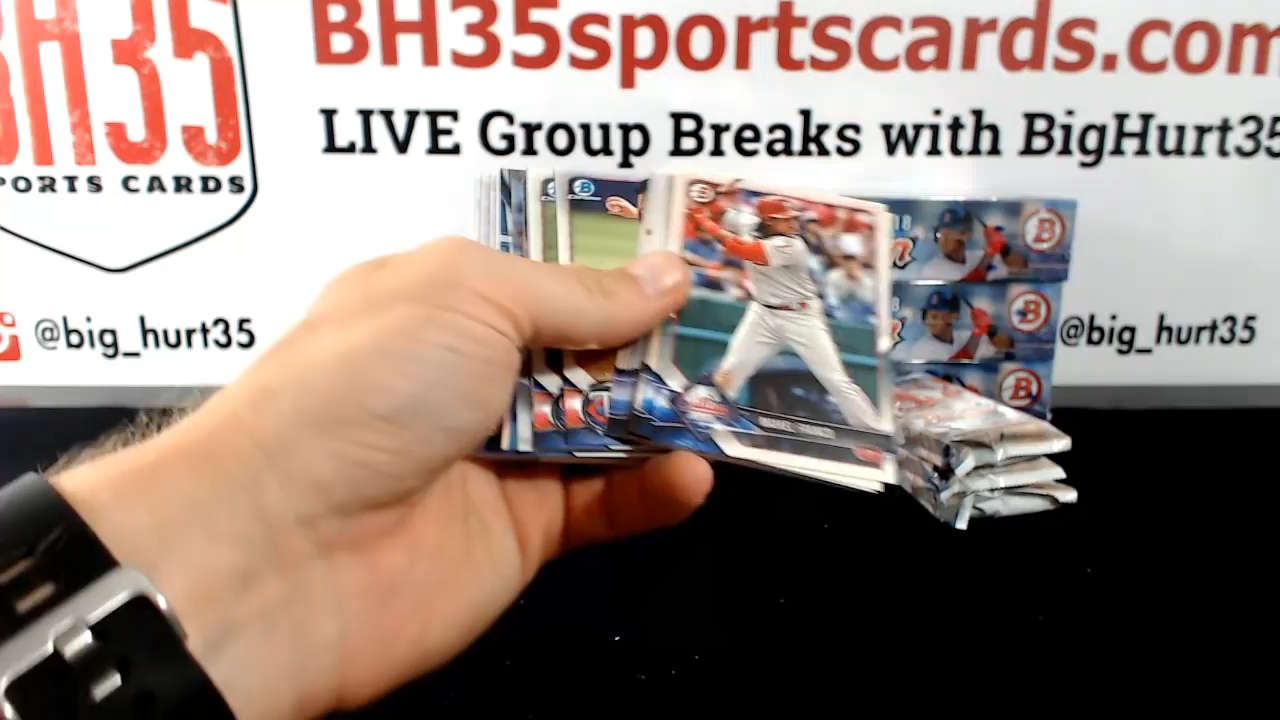 BH35
PORTS CARDS
BH35sportscards.com
LIVE Group Breaks with BigHurt35
@big_hurt35
@big_hurt35
B
B
B